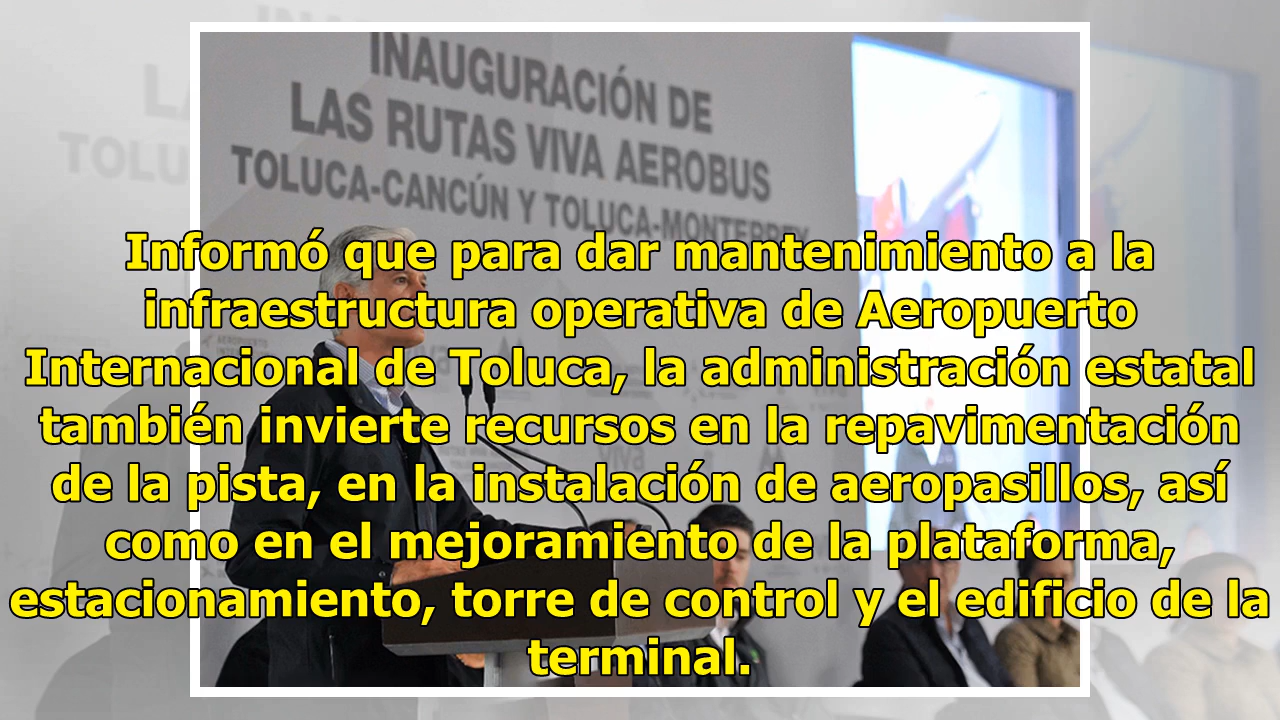 INAUGURACIÓN DE
LAS RUTAS VIVA AEROBUS
TOLUCA-CANCÚN Y TOLUCA-MONTERREY
Informó que para dar mantenimiento a la
infraestructura operativa de Aeropuerto
Internacional de Toluca, la administración estatal
también invierte recursos en la repavimentación
de la pista, en la instalación de aeropasillos, así
como en el mejoramiento de la plataforma,
estacionamiento, torre de control y el edificio de la
terminal.